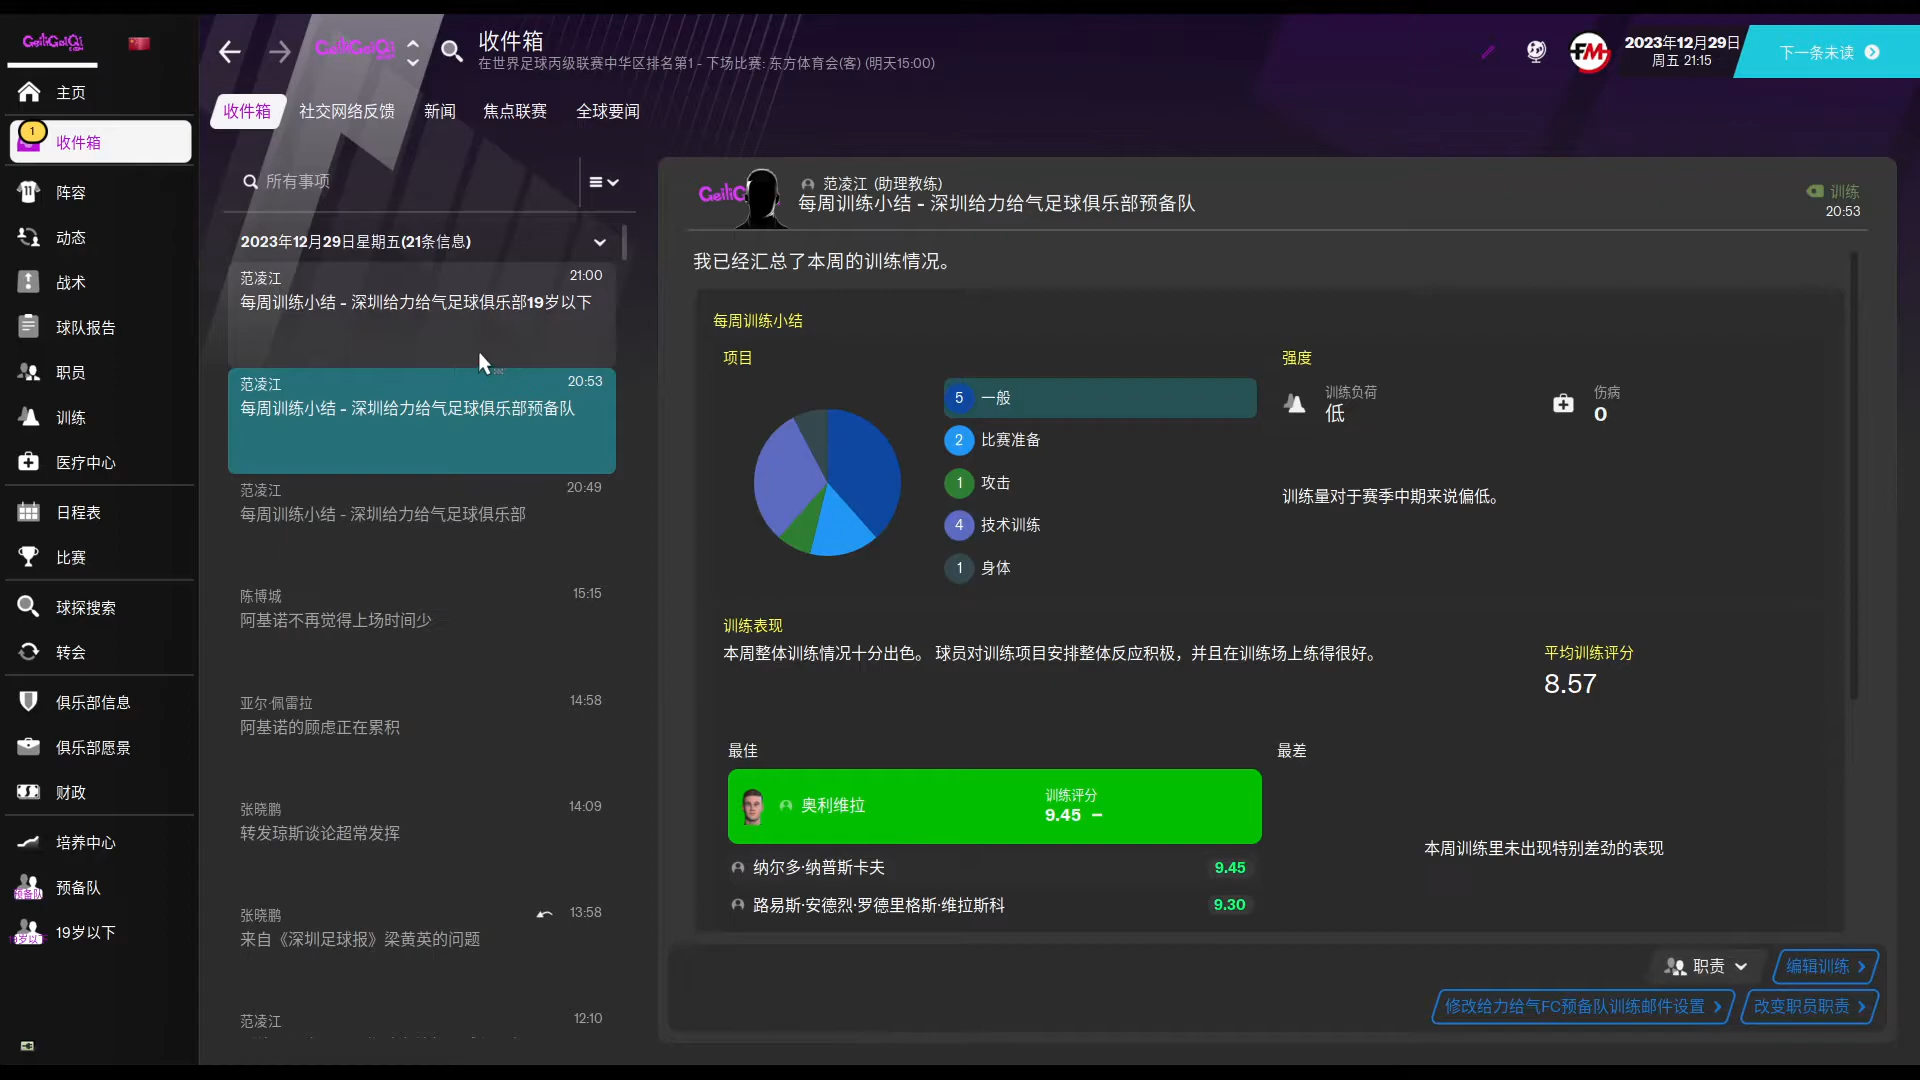 GeiliGeiQi
主页
1
收件箱
阵容
动态
战术
球队报告
职员
训练
医疗中心
日程表
比赛
球探搜索
转会
俱乐部信息
俱乐部愿景
财政
培养中心
预备队
预备队
19岁以下
19岁以下
GeiliGeiQi
收件箱
在世界足球丙级联赛中华区排名第1 - 下场比赛: 东方体育会(客) (明天15:00)
FM
2023年12月29日
周五 21:15
下一条未读
收件箱
社交网络反馈
新闻
焦点联赛
全球要闻
所有事项
2023年12月29日星期五(21条信息)
范凌江 21:00
每周训练小结 - 深圳给力给气足球俱乐部19岁以下
范凌江 20:53
每周训练小结 - 深圳给力给气足球俱乐部预备队
范凌江 20:49
每周训练小结 - 深圳给力给气足球俱乐部
陈博城 15:15
阿基诺不再觉得上场时间少
亚尔·佩雷拉 14:58
阿基诺的顾虑正在累积
张晓鹏 14:09
转发琼斯谈论超常发挥
张晓鹏 13:58
来自《深圳足球报》梁黄英的问题
范凌江 12:10
范凌江 (助理教练)
每周训练小结 - 深圳给力给气足球俱乐部预备队
训练
20:53
我已经汇总了本周的训练情况。
每周训练小结
项目
5 一般
2 比赛准备
1 攻击
4 技术训练
1 身体
强度
训练负荷
低
伤病
0
训练量对于赛季中期来说偏低。
训练表现
本周整体训练情况十分出色。 球员对训练项目安排整体反应积极，并且在训练场上练得很好。
平均训练评分
8.57
最佳
奥利维拉
训练评分
9.45 –
纳尔多·纳普斯卡夫 9.45
路易斯·安德烈·罗德里格斯·维拉斯科 9.30
最差
本周训练里未出现特别差劲的表现
职责
编辑训练
修改给力给气FC预备队训练邮件设置
改变职员职责